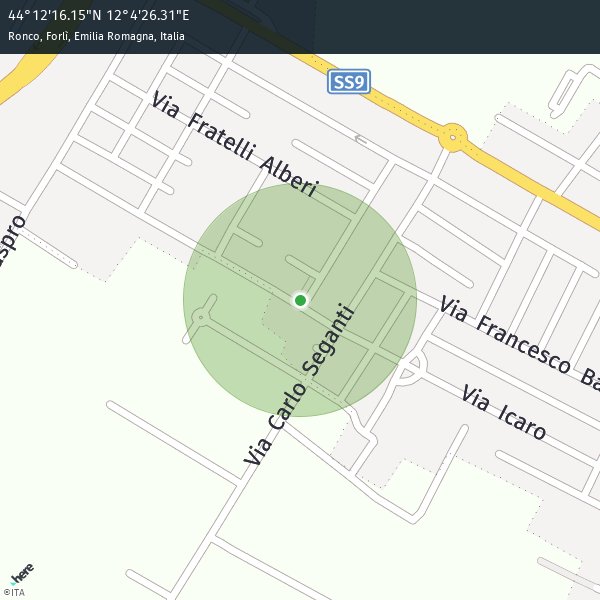 44°12'16.15"N 12°4'26.31"E
Ronco, Forlì, Emilia Romagna, Italia
SS9
Via Fratelli Alberi
spro
Via Carlo Seganti
Via Francesco Ba
Via Icaro
here
©ITA